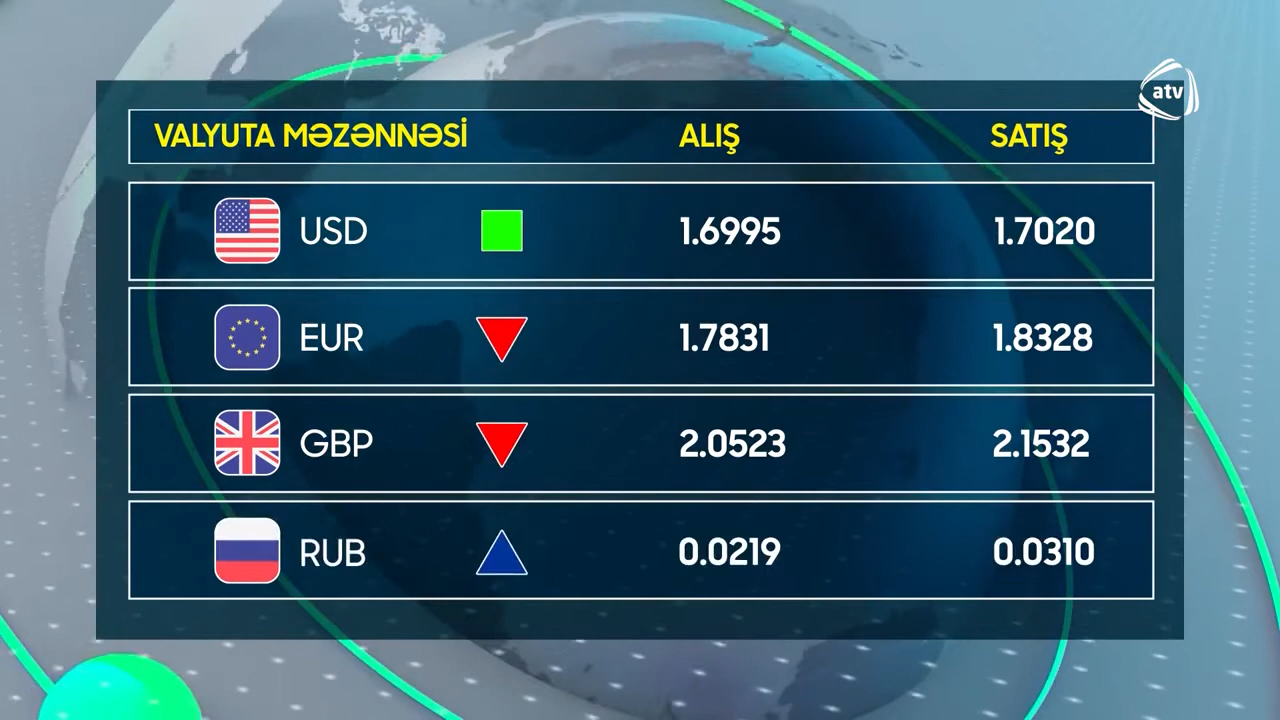 atv
VALYUTA MƏZƏNNƏSİ ALIŞ SATIŞ
USD 1.6995 1.7020
EUR 1.7831 1.8328
GBP 2.0523 2.1532
RUB 0.0219 0.0310